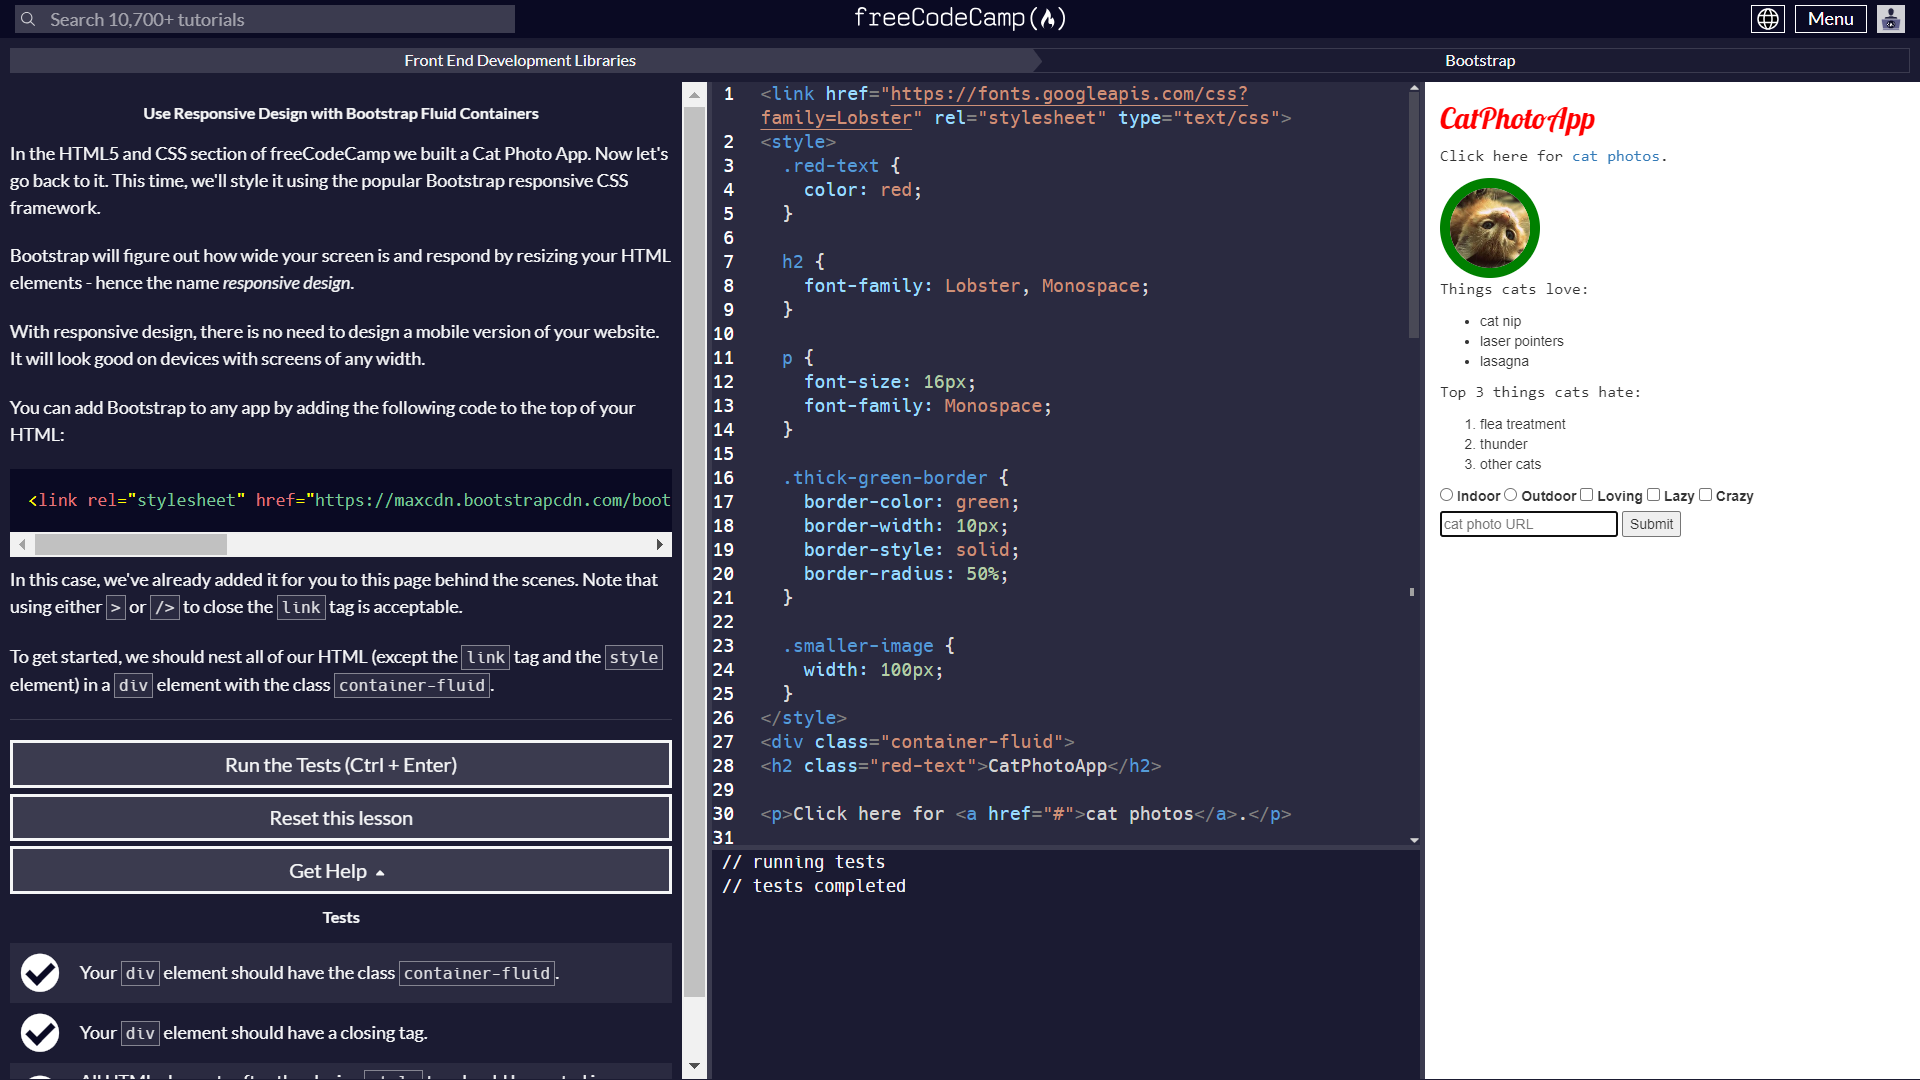 Search 10,700+ tutorials
freeCodeCamp
Menu
Front End Development Libraries
Bootstrap
Use Responsive Design with Bootstrap Fluid Containers
In the HTML5 and CSS section of freeCodeCamp we built a Cat Photo App. Now let's
go back to it. This time, we'll style it using the popular Bootstrap responsive CSS
framework.
Bootstrap will figure out how wide your screen is and respond by resizing your HTML
elements - hence the name responsive design.
With responsive design, there is no need to design a mobile version of your website.
It will look good on devices with screens of any width.
You can add Bootstrap to any app by adding the following code to the top of your
HTML:
<link rel="stylesheet" href="https://maxcdn.bootstrapcdn.com/boot
In this case, we've already added it for you to this page behind the scenes. Note that
using either > or /> to close the link tag is acceptable.
To get started, we should nest all of our HTML (except the link tag and the style
element) in a div element with the class container-fluid.
Run the Tests (Ctrl + Enter)
Reset this lesson
Get Help
Tests
Your div element should have the class container-fluid.
Your div element should have a closing tag.
1 <link href="https://fonts.googleapis.com/css?
family=Lobster" rel="stylesheet" type="text/css">
2 <style>
3 .red-text {
4 color: red;
5 }
6
7 h2 {
8 font-family: Lobster, Monospace;
9 }
10
11 p {
12 font-size: 16px;
13 font-family: Monospace;
14 }
15
16 .thick-green-border {
17 border-color: green;
18 border-width: 10px;
19 border-style: solid;
20 border-radius: 50%;
21 }
22
23 .smaller-image {
24 width: 100px;
25 }
26 </style>
27 <div class="container-fluid">
28 <h2 class="red-text">CatPhotoApp</h2>
29
30 <p>Click here for <a href="#">cat photos</a>.</p>
31
// running tests
// tests completed
CatPhotoApp
Click here for cat photos.
Things cats love:
• cat nip
• laser pointers
• lasagna
Top 3 things cats hate:
1. flea treatment
2. thunder
3. other cats
Indoor Outdoor Loving Lazy Crazy
cat photo URL Submit